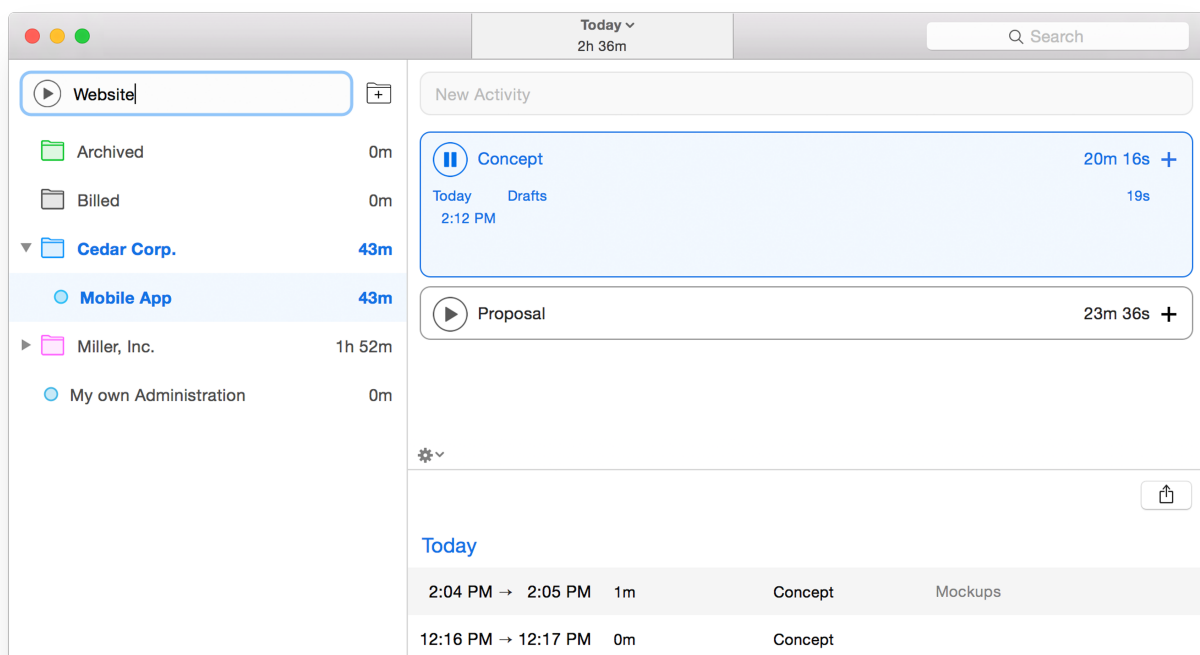 Today
2h 36m
Search
Website
Archived 0m
Billed 0m
Cedar Corp. 43m
Mobile App 43m
Miller, Inc. 1h 52m
My own Administration 0m
New Activity
Concept 20m 16s
Today Drafts 19s
2:12 PM
Proposal 23m 36s
Today
2:04 PM → 2:05 PM 1m Concept Mockups
12:16 PM → 12:17 PM 0m Concept